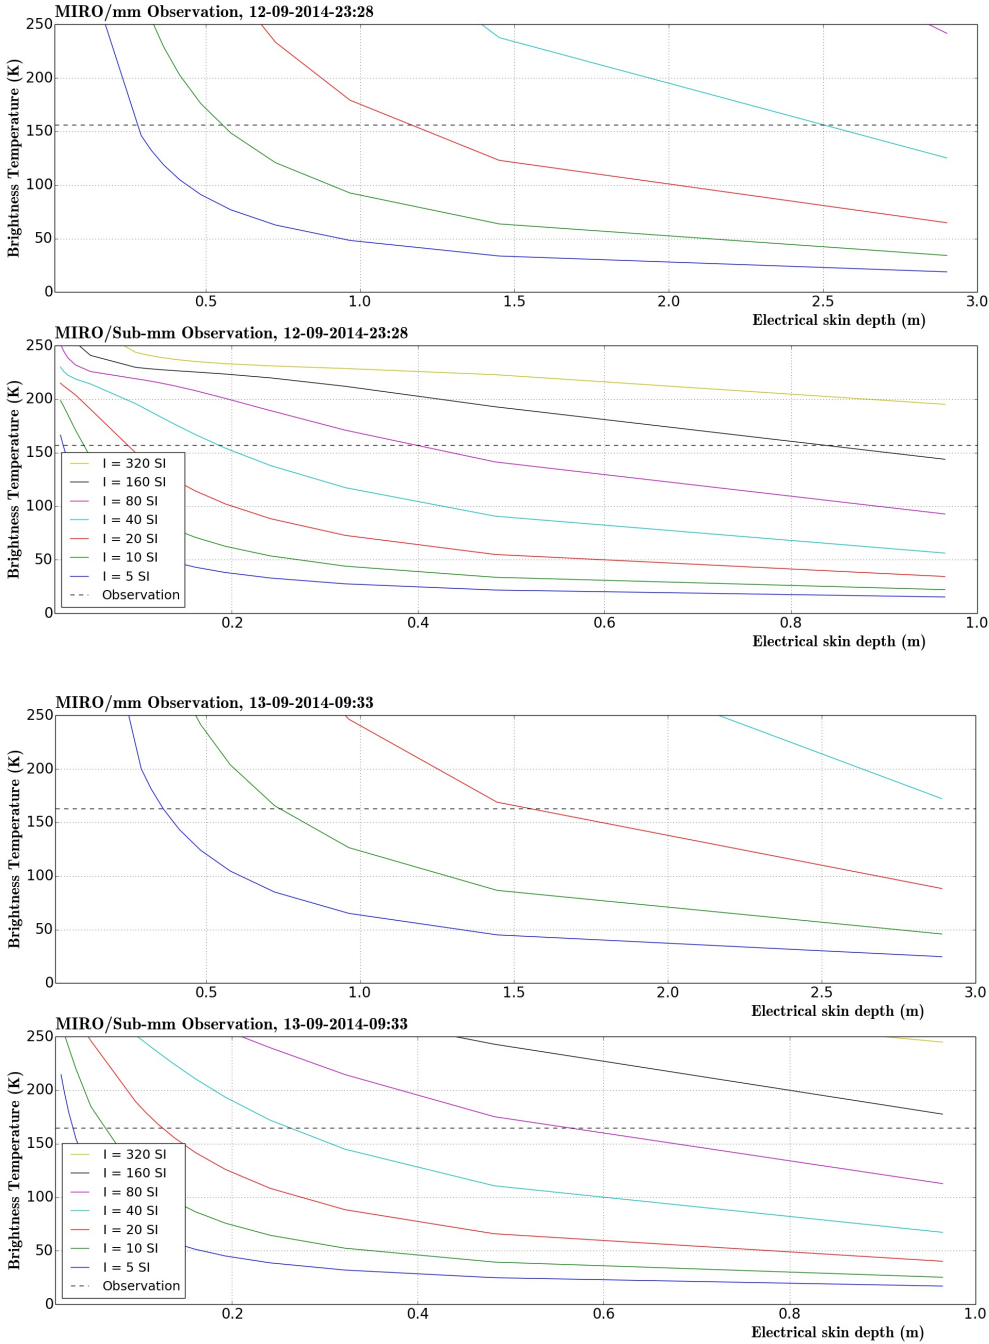 MIRO/mm Observation, 12-09-2014-23:28
250
200
150
100
50
0
Brightness Temperature (K)
0.5 1.0 1.5 2.0 2.5 3.0
Electrical skin depth (m)
MIRO/Sub-mm Observation, 12-09-2014-23:28
250
200
150
100
50
0
Brightness Temperature (K)
I = 320 SI
I = 160 SI
I = 80 SI
I = 40 SI
I = 20 SI
I = 10 SI
I = 5 SI
Observation
0.2 0.4 0.6 0.8 1.0
Electrical skin depth (m)
MIRO/mm Observation, 13-09-2014-09:33
250
200
150
100
50
0
Brightness Temperature (K)
0.5 1.0 1.5 2.0 2.5 3.0
Electrical skin depth (m)
MIRO/Sub-mm Observation, 13-09-2014-09:33
250
200
150
100
50
0
Brightness Temperature (K)
I = 320 SI
I = 160 SI
I = 80 SI
I = 40 SI
I = 20 SI
I = 10 SI
I = 5 SI
Observation
0.2 0.4 0.6 0.8 1.0
Electrical skin depth (m)